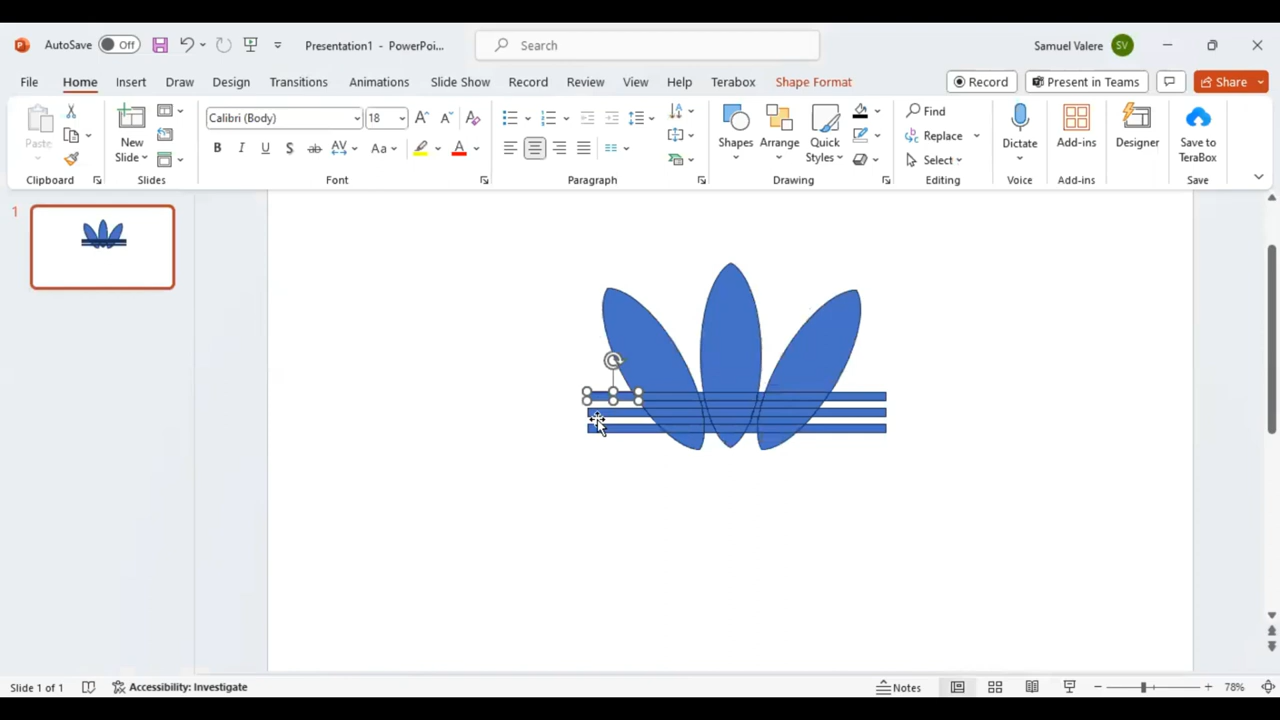 AutoSave Off Presentation1 - PowerPoi... Search Samuel Valere SV
File Home Insert Draw Design Transitions Animations Slide Show Record Review View Help Terabox Shape Format Record Present in Teams Share
Calibri (Body) 18 Find
Paste New Slide B I U S ab AV Aa A Shapes Arrange Quick Styles Replace Select Dictate Add-ins Designer Save to TeraBox
Clipboard Slides Font Paragraph Drawing Editing Voice Add-ins Save
1
Slide 1 of 1 Accessibility: Investigate Notes 78%